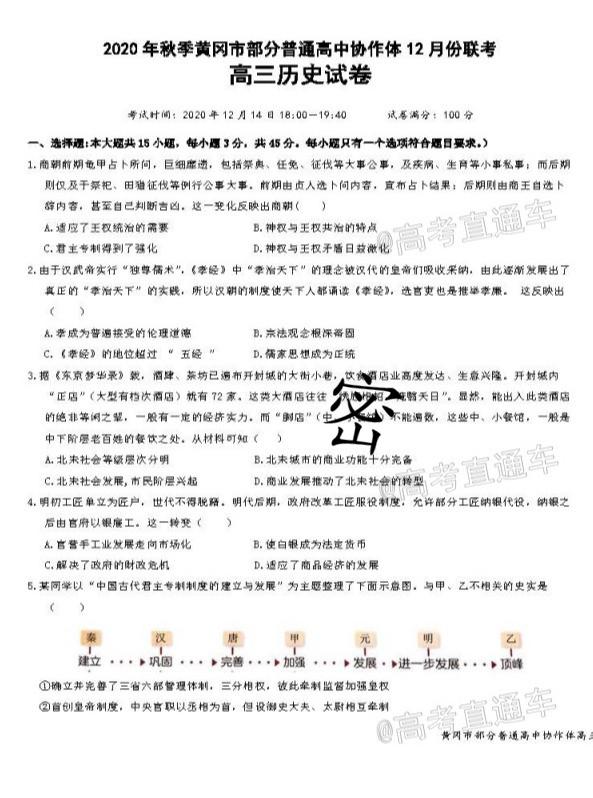 2020年秋季黄冈市部分普通高中协作体12月份联考
高三历史试卷
考试时间：2020年12月14日18:00—19:40 试卷满分：100分
一、选择题：本大题共15小题，每小题3分，共45分。每小题只有一个选项符合题目要求。）
1.商朝前期龟甲占卜所问，巨细靡遗，包括祭典、任免、征伐等大事公事，及疾病、生育等小事私事；而后期
则仅及于祭祀、田猎征伐等例行公事大事。前期由贞人选卜问内容，宣布占卜结果；后期则由商王自选卜
辞内容，甚至自己判断吉凶。这一变化反映出商朝（ ）
A.适应了王权统治的需要 B.神权与王权共治的特点
C.君主专制得到了强化 D.神权与王权矛盾日益激化
2.由于汉武帝实行“独尊儒术”，《孝经》中“孝治天下”的理念被汉代的皇帝们吸收采纳，由此逐渐发展出了
真正的“孝治天下”的实践，所以汉朝的制度使天下人都诵读《孝经》，选官吏也是推举孝廉。 这反映出
（ ）
A.孝成为普遍接受的伦理道德 B.宗法观念根深蒂固
C.《孝经》的地位超过 “ 五经 ” D.儒家思想成为正统
3.据《东京梦华录》载，酒肆、茶坊已遍布开封城的大街小巷，饮食酒店业高度发达、生意兴隆。开封城内
“正店”（大型有档次酒店）就有72家。这类大酒店往往 相招， 翳天日”。显然，能出入此类酒店
的绝非等闲之辈，一般有一定的经济实力。而“脚店”（中 ）不能遍数，这些中、小餐馆，一般是
中下阶层老百姓的餐饮之处。从材料可知（ ）
A.北宋社会等级层次分明 B.北宋城市的商业功能十分完备
C.北宋社会发展,市民阶层兴起 D.商业发展推动了北宋社会的转型
4.明初工匠单立为匠户，世代不得脱籍。明代后期，政府改革工匠服役制度，允许部分工匠纳银代役，纳银之
后由官府以银雇工。这一转变（ ）
A.官营手工业发展走向市场化 B.使白银成为法定货币
C.解决了政府的财政危机 D.适应了商品经济的发展
5.某同学以“中国古代君主专制制度的建立与发展”为主题整理了下面示意图。与甲、乙不相关的史实是
（ ）
秦 汉 唐 甲 元 明 乙
建立 巩固 完善 加强 发展 进一步发展 顶峰
①确立并完善了三省六部管理体制，三分相权，彼此牵制监督加强皇权
②首创皇帝制度，中央官职以丞相为首，但设御史大夫、太尉相互牵制
黄冈市部分普通高中协作体高三
密
@高考直通车
@高考直通车
@高考直通车